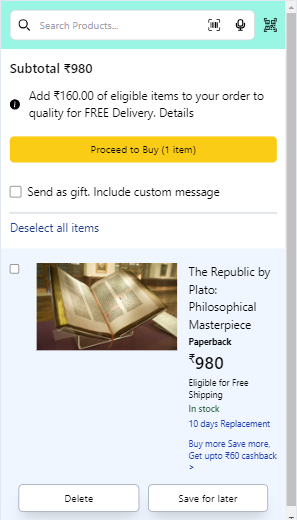 Search Products...
Subtotal ₹980
Add ₹160.00 of eligible items to your order to
qualify for FREE Delivery. Details
Proceed to Buy (1 item)
Send as gift. Include custom message
Deselect all items
The Republic by
Plato:
Philosophical
Masterpiece
Paperback
₹980
Eligible for Free
Shipping
In stock
10 days Replacement
Buy more Save more,
Get upto ₹60 cashback
>
Delete
Save for later